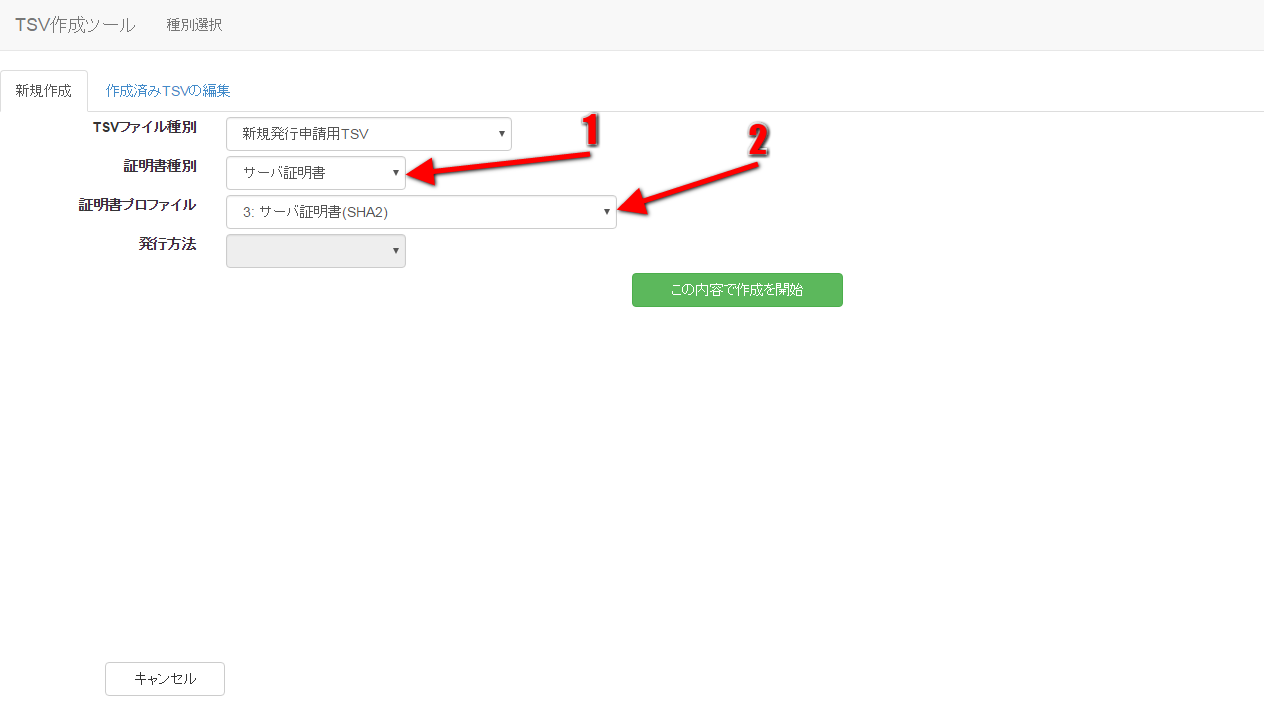 TSV作成ツール 種別選択
新規作成 作成済みTSVの編集
TSVファイル種別 新規発行申請用TSV
1
2
証明書種別 サーバ証明書
証明書プロファイル 3: サーバ証明書(SHA2)
発行方法
この内容で作成を開始
キャンセル